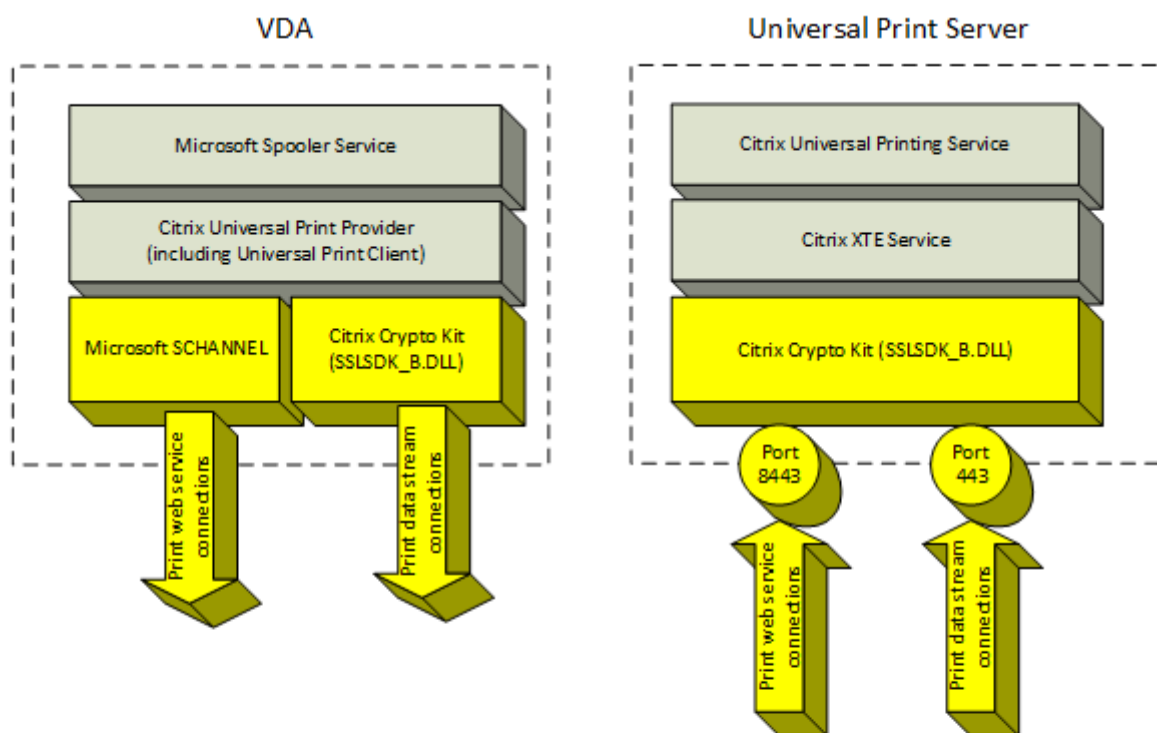 VDA
Microsoft Spooler Service
Citrix Universal Print Provider
(including Universal Print Client)
Microsoft SCHANNEL
Citrix Crypto Kit
(SSLSDK_B.DLL)
Print web service
connections
Print data stream
connections
Universal Print Server
Citrix Universal Printing Service
Citrix XTE Service
Citrix Crypto Kit (SSLSDK_B.DLL)
Port
8443
Port
443
Print web service
connections
Print data stream
connections